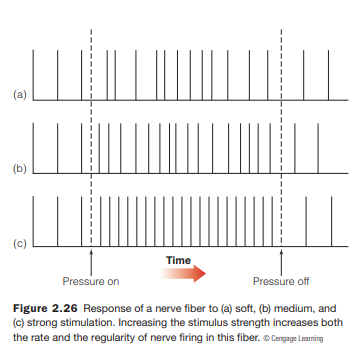 (a)
(b)
(c)
Time
Pressure on Pressure off
Figure 2.26 Response of a nerve fiber to (a) soft, (b) medium, and
(c) strong stimulation. Increasing the stimulus strength increases both
the rate and the regularity of nerve firing in this fiber. © Cengage Learning